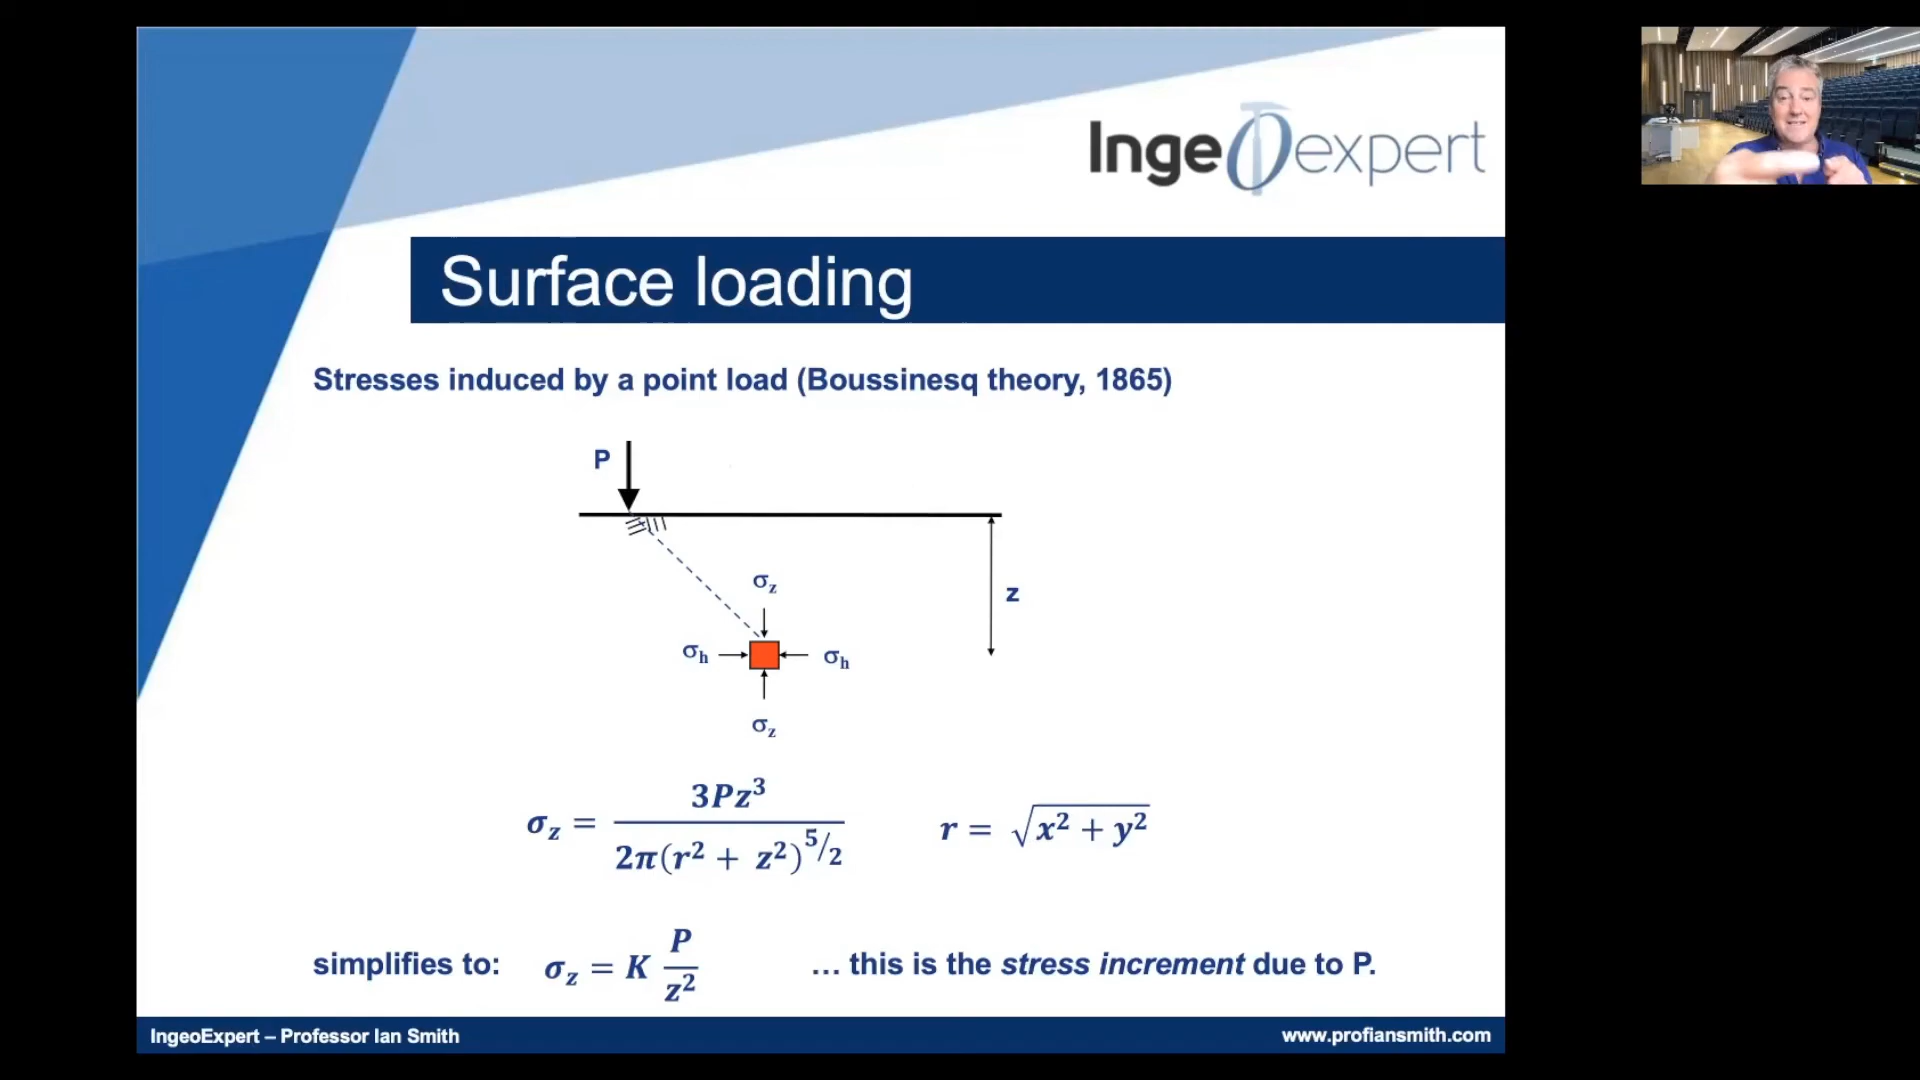 Ingeoexpert
Surface loading
Stresses induced by a point load (Boussinesq theory, 1865)
P
σz
z
σh σh
σz
σz = 3Pz³ / 2π(r² + z²)^5/2 r = √x² + y²
simplifies to: σz = K P/z² … this is the stress increment due to P.
IngeoExpert – Professor Ian Smith www.profiansmith.com